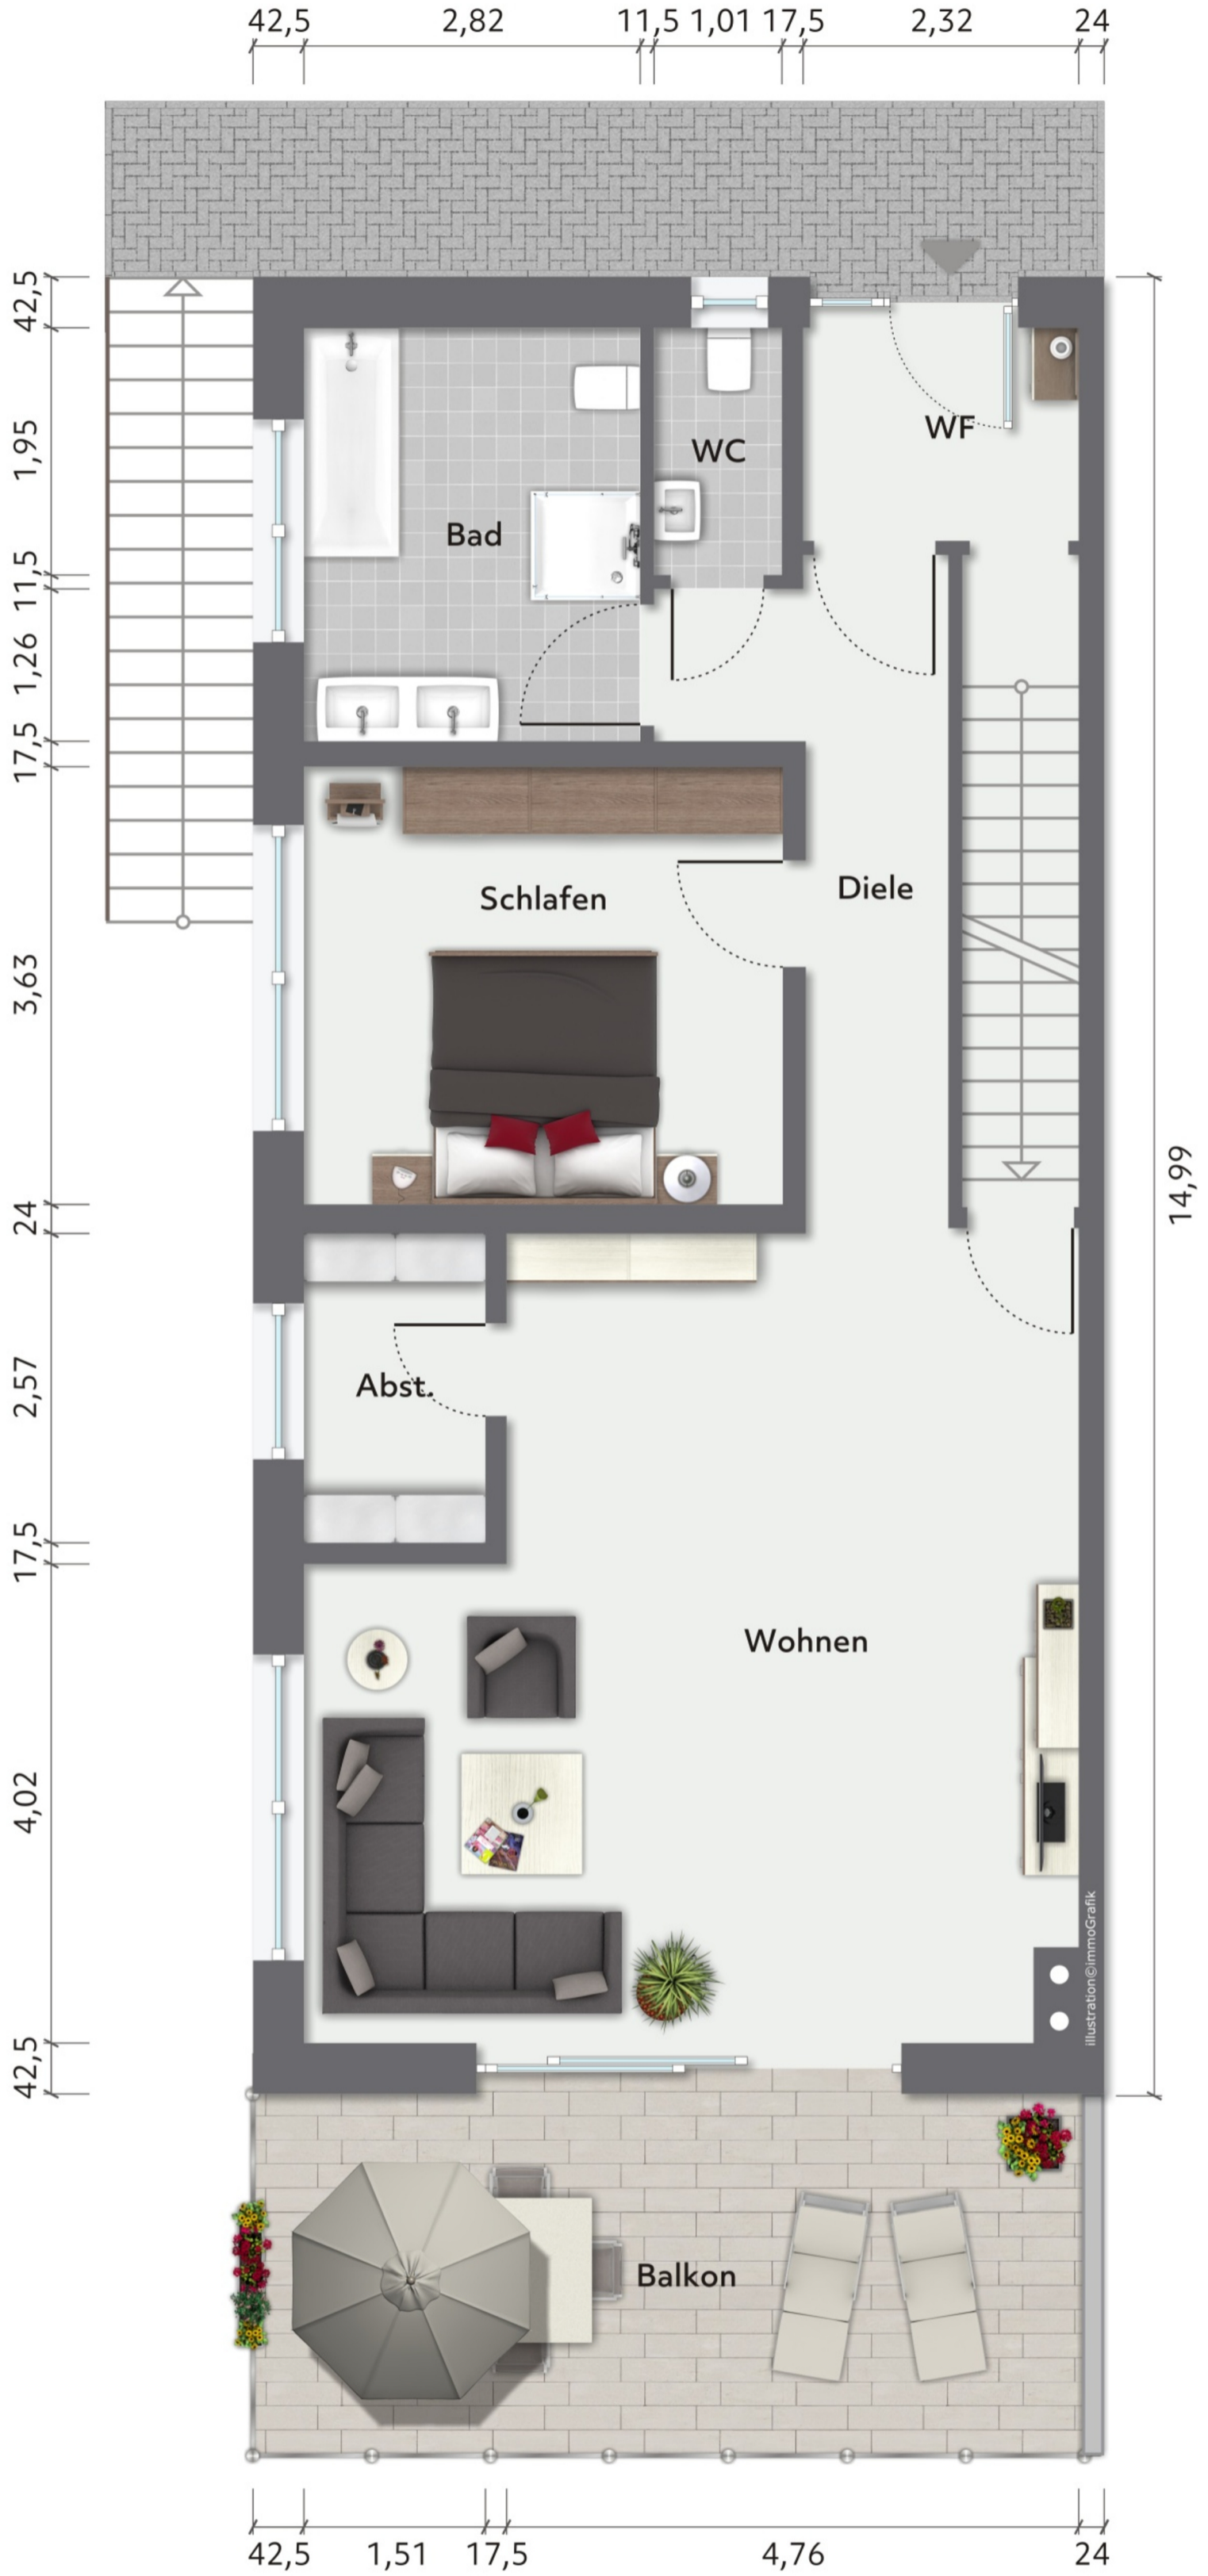 42,5 2,82 11,5 1,01 17,5 2,32 24
42,5
1,95
11,5
1,26
17,5
3,63
24
2,57
17,5
4,02
42,5
WF
WC
Bad
Diele
Schlafen
14,99
Abst.
Wohnen
illustration©immoGrafik
Balkon
42,5 1,51 17,5 4,76 24